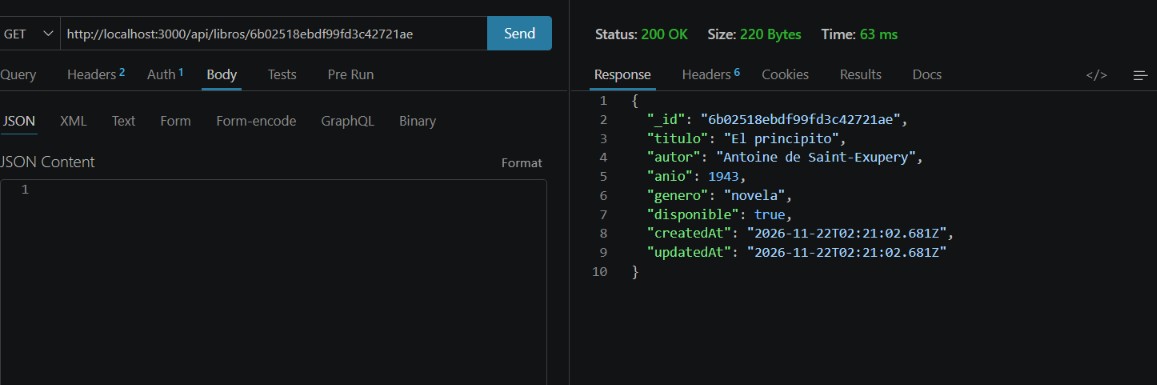 GET http://localhost:3000/api/libros/6b02518ebdf99fd3c42721ae Send
Query Headers 2 Auth 1 Body Tests Pre Run
JSON XML Text Form Form-encode GraphQL Binary
JSON Content Format
1
Status: 200 OK Size: 220 Bytes Time: 63 ms
Response Headers 6 Cookies Results Docs </>
1 {
2 "_id": "6b02518ebdf99fd3c42721ae",
3 "titulo": "El principito",
4 "autor": "Antoine de Saint-Exupery",
5 "anio": 1943,
6 "genero": "novela",
7 "disponible": true,
8 "createdAt": "2026-11-22T02:21:02.681Z",
9 "updatedAt": "2026-11-22T02:21:02.681Z"
10 }